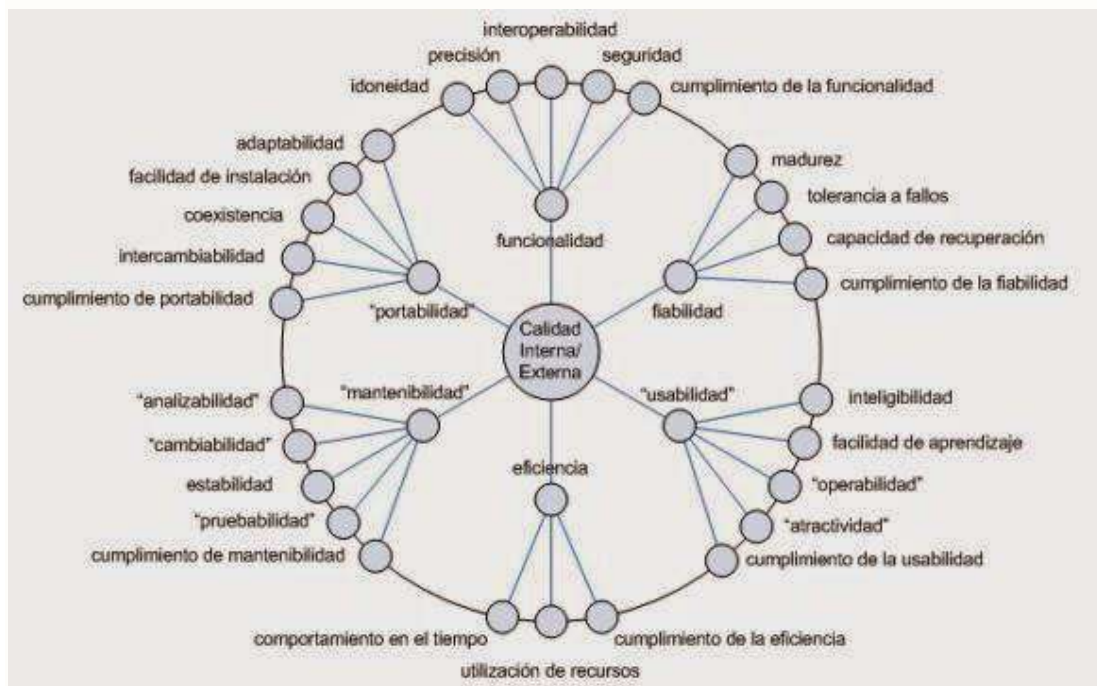 interoperabilidad
precisión
seguridad
idoneidad
cumplimiento de la funcionalidad
adaptabilidad
madurez
facilidad de instalación
tolerancia a fallos
coexistencia
funcionalidad
capacidad de recuperación
intercambiabilidad
cumplimiento de la fiabilidad
cumplimiento de portabilidad
"portabilidad"
fiabilidad
Calidad
Interna/
Externa
"mantenibilidad"
"usabilidad"
"analizabilidad"
inteligibilidad
"cambiabilidad"
facilidad de aprendizaje
eficiencia
estabilidad
"operabilidad"
"pruebabilidad"
"atractividad"
cumplimiento de mantenibilidad
cumplimiento de la usabilidad
comportamiento en el tiempo
cumplimiento de la eficiencia
utilización de recursos